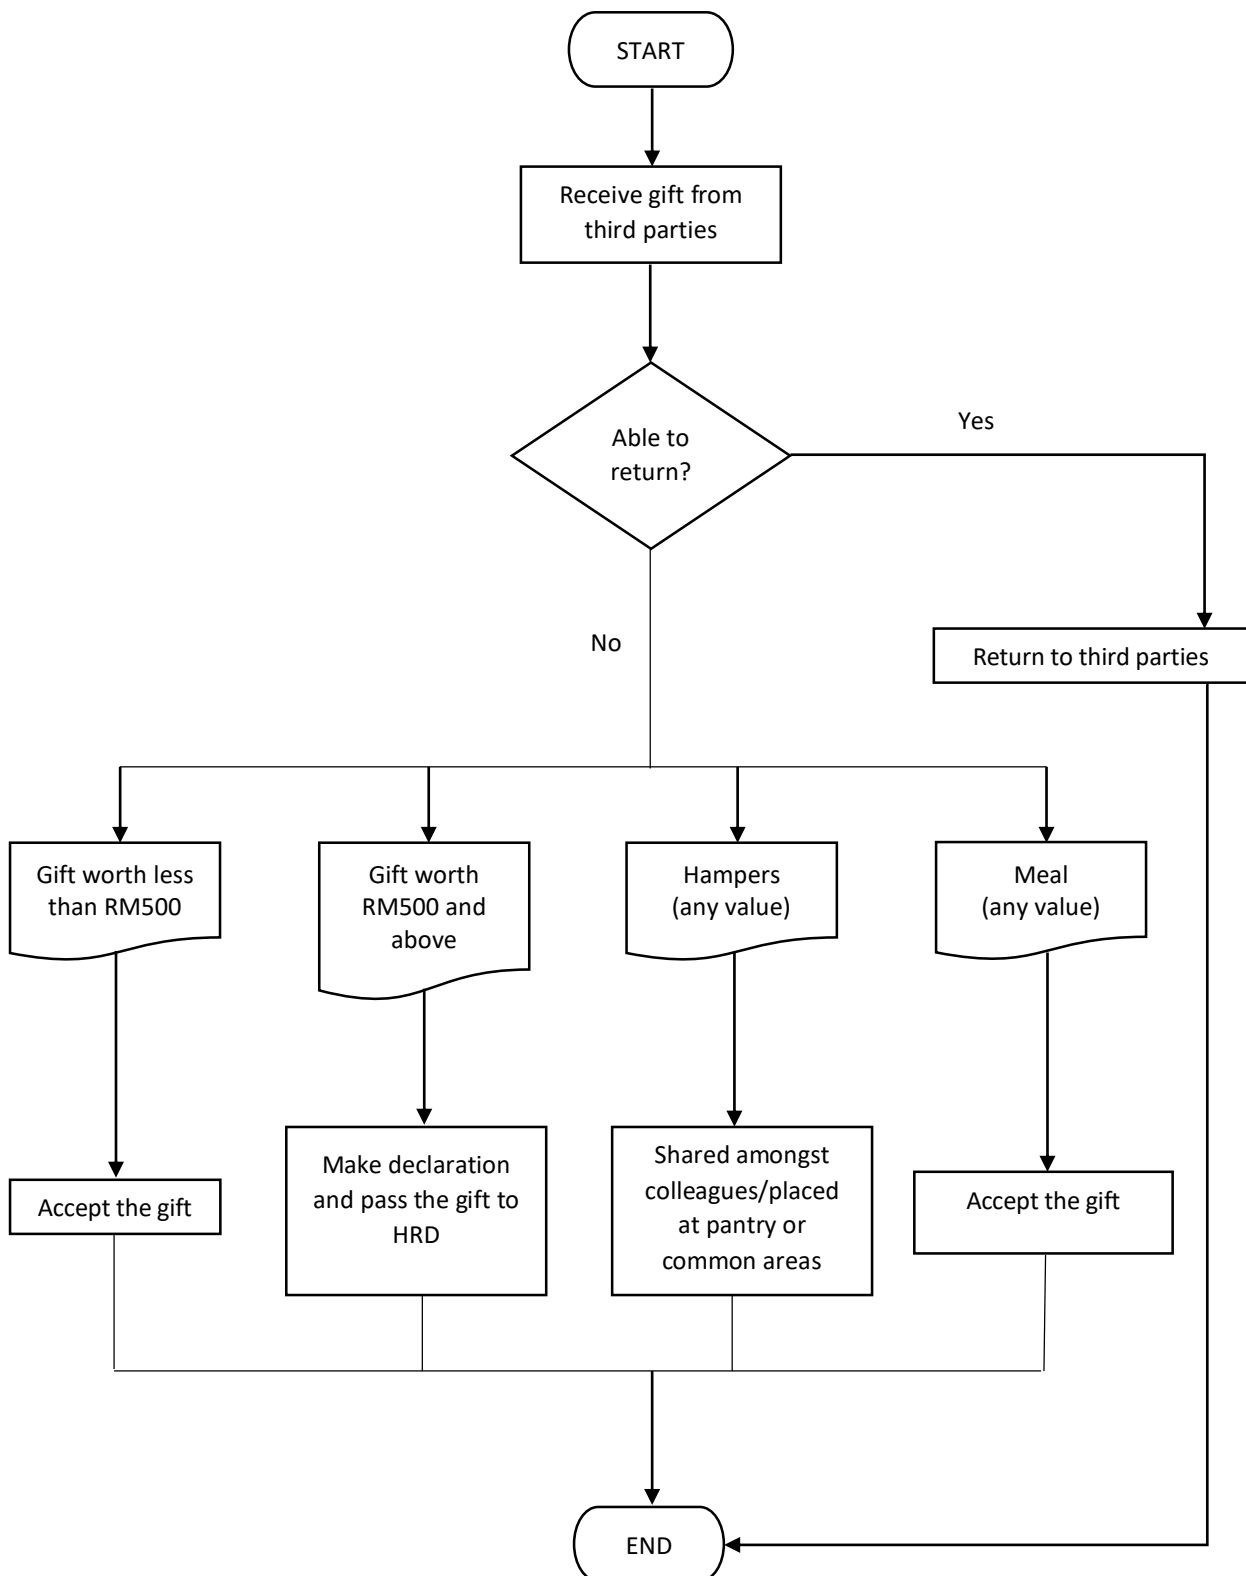 START
Receive gift from
third parties
Able to
return?
Yes
No
Return to third parties
Gift worth less
than RM500
Gift worth
RM500 and
above
Hampers
(any value)
Meal
(any value)
Accept the gift
Make declaration
and pass the gift to
HRD
Shared amongst
colleagues/placed
at pantry or
common areas
Accept the gift
END